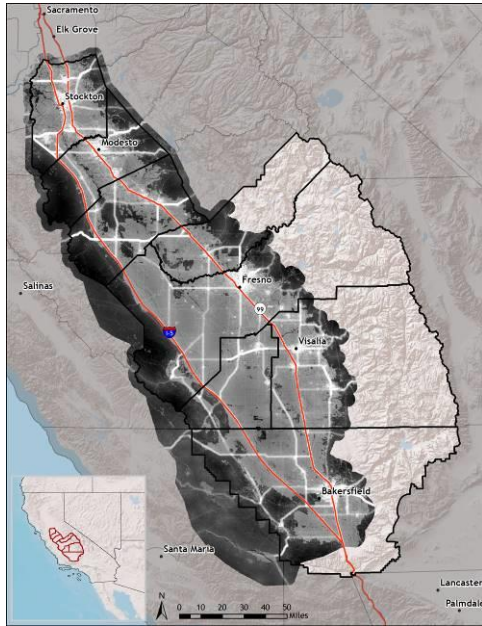 Sacramento
Elk Grove
Stockton
Modesto
Salinas
Fresno
99
I-5
Visalia
Bakersfield
Santa Maria
Lancaster
Palmdale
N
0 10 20 30 40 50
Miles